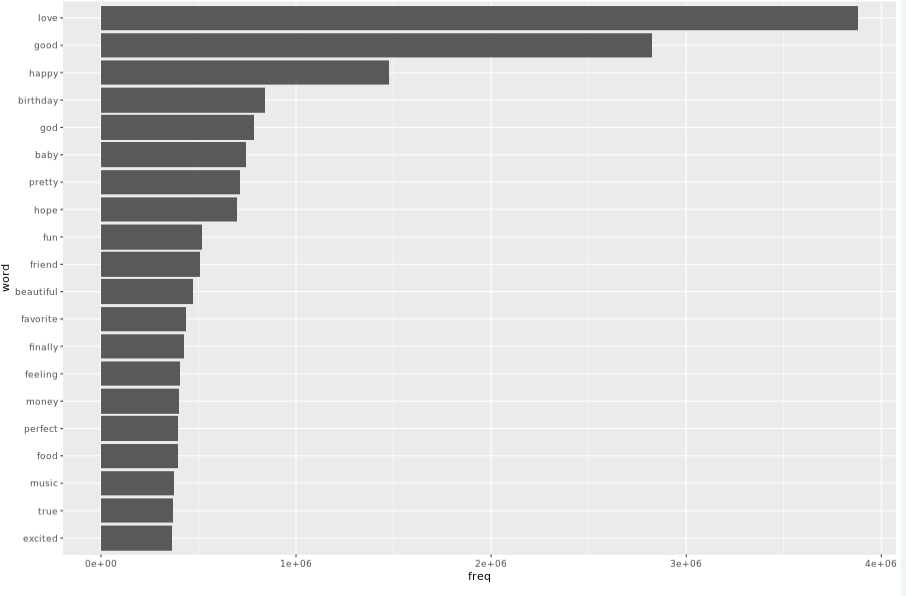 love
good
happy
birthday
god
baby
pretty
hope
fun
friend
beautiful
favorite
finally
feeling
money
perfect
food
music
true
excited
word
0e+00 1e+06 2e+06 3e+06 4e+06
freq